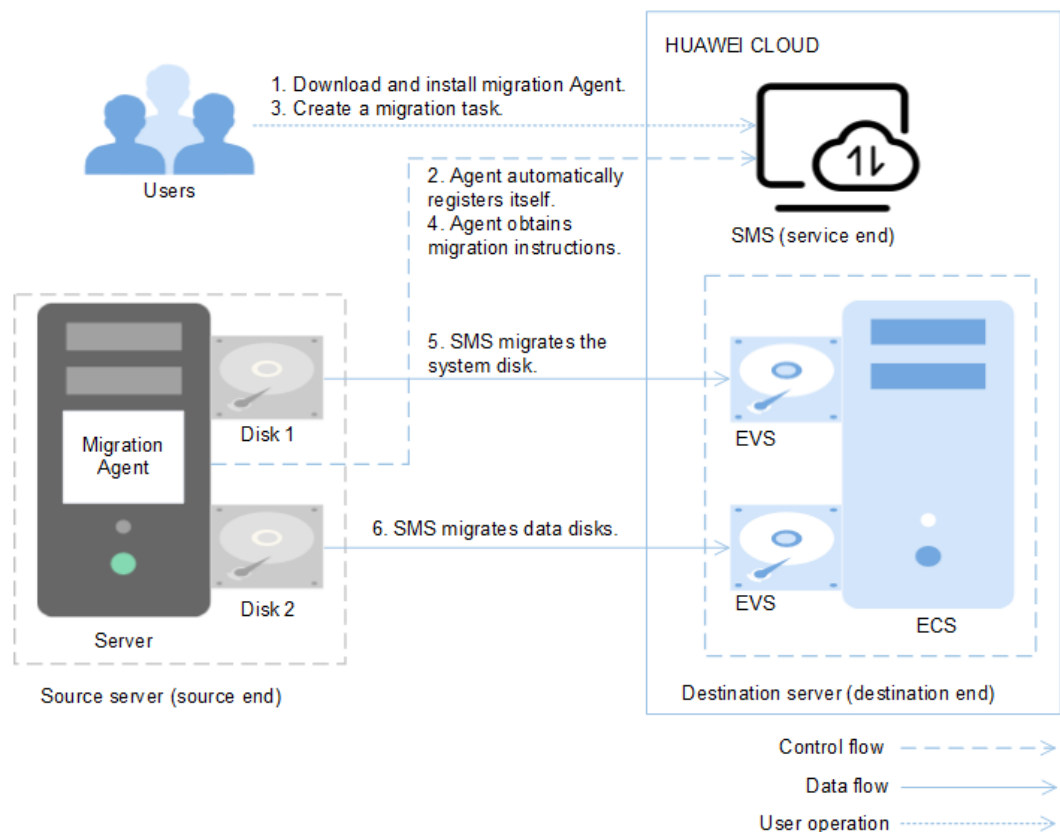 HUAWEI CLOUD
1. Download and install migration Agent.
3. Create a migration task.
Users
2. Agent automatically
registers itself.
4. Agent obtains
migration instructions.
SMS (service end)
5. SMS migrates the
system disk.
Disk 1
EVS
Migration
Agent
6. SMS migrates data disks.
Disk 2
EVS
Server
ECS
Source server (source end)
Destination server (destination end)
Control flow
Data flow
User operation